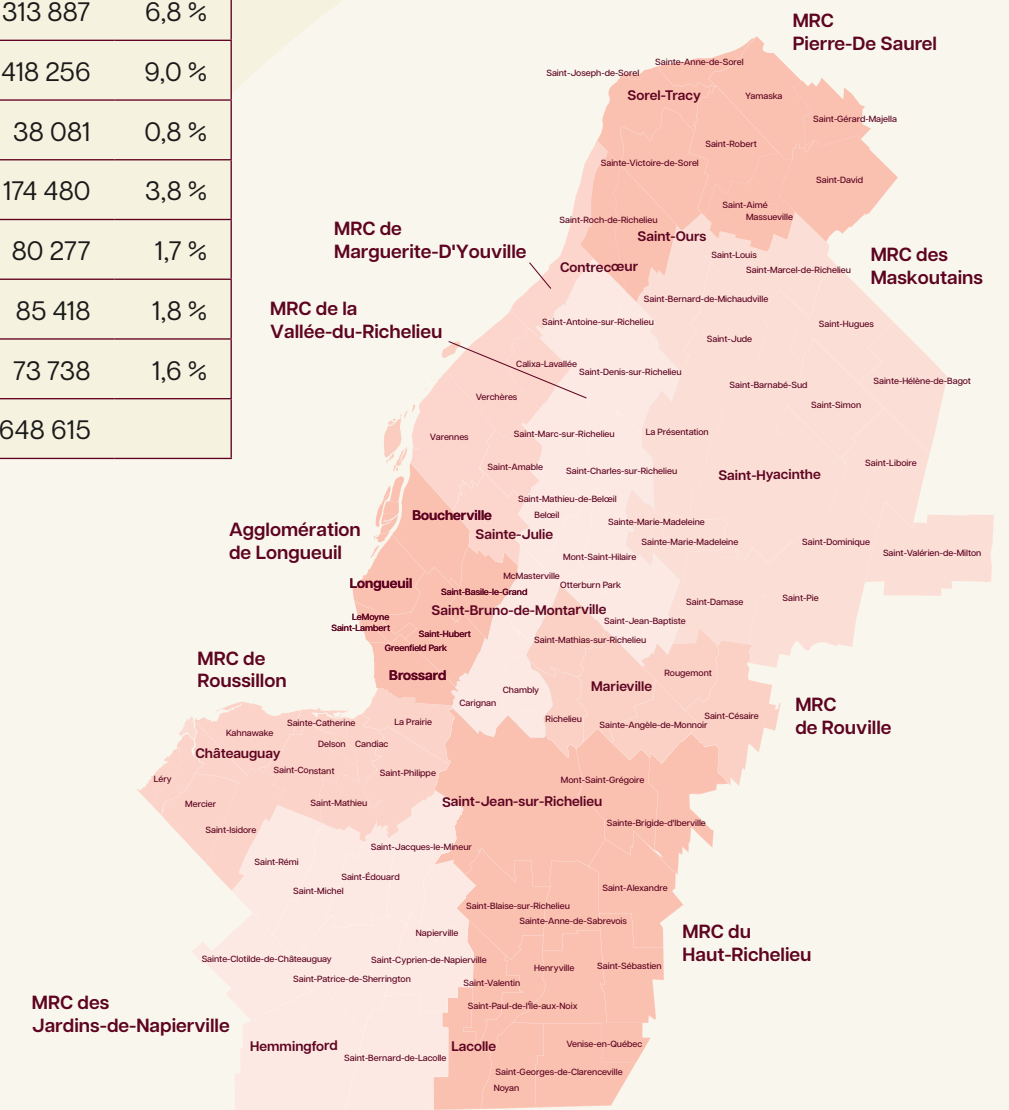 313 887 6,8 %
418 256 9,0 %
38 081 0,8 %
174 480 3,8 %
80 277 1,7 %
85 418 1,8 %
73 738 1,6 %
648 615
MRC
Pierre-De Saurel
Sainte-Anne-de-Sorel
Saint-Joseph-de-Sorel
Sorel-Tracy
Yamaska
Saint-Gérard-Majella
Saint-Robert
Sainte-Victoire-de-Sorel
Saint-David
Saint-Aimé
Massueville
Saint-Roch-de-Richelieu
Saint-Ours
MRC de
Marguerite-D'Youville
Contrecœur
MRC des
Maskoutains
Saint-Louis
Saint-Marcel-de-Richelieu
Saint-Bernard-de-Michaudville
MRC de la
Vallée-du-Richelieu
Saint-Antoine-sur-Richelieu
Saint-Hugues
Saint-Jude
Calixa-Lavallée
Saint-Denis-sur-Richelieu
Saint-Barnabé-Sud
Sainte-Hélène-de-Bagot
Verchères
Saint-Simon
Varennes
Saint-Marc-sur-Richelieu
La Présentation
Saint-Amable
Saint-Charles-sur-Richelieu
Saint-Hyacinthe
Saint-Liboire
Saint-Mathieu-de-Belœil
Agglomération
de Longueuil
Boucherville
Belœil
Sainte-Julie
Sainte-Marie-Madeleine
Sainte-Marie-Madeleine
Saint-Dominique
Saint-Valérien-de-Milton
Mont-Saint-Hilaire
Longueuil
McMasterville
Otterburn Park
Saint-Basile-le-Grand
Saint-Bruno-de-Montarville
Saint-Damase
Saint-Pie
LeMoyne
Saint-Lambert
Saint-Jean-Baptiste
Saint-Hubert
Saint-Mathias-sur-Richelieu
Greenfield Park
MRC de
Roussillon
Brossard
Marieville
Rougemont
Chambly
Carignan
MRC
de Rouville
Richelieu
Sainte-Angèle-de-Monnoir
Saint-Césaire
Sainte-Catherine
La Prairie
Kahnawake
Delson
Candiac
Châteauguay
Saint-Constant
Saint-Philippe
Léry
Mont-Saint-Grégoire
Mercier
Saint-Mathieu
Saint-Jean-sur-Richelieu
Saint-Isidore
Sainte-Brigide-d'Iberville
Saint-Jacques-le-Mineur
Saint-Rémi
Saint-Édouard
Saint-Michel
Saint-Alexandre
Saint-Blaise-sur-Richelieu
Sainte-Anne-de-Sabrevois
Napierville
MRC du
Haut-Richelieu
Sainte-Clotilde-de-Châteauguay
Saint-Cyprien-de-Napierville
Henryville
Saint-Sébastien
Saint-Patrice-de-Sherrington
Saint-Valentin
MRC des
Jardins-de-Napierville
Saint-Paul-de-l'Île-aux-Noix
Hemmingford
Saint-Bernard-de-Lacolle
Lacolle
Venise-en-Québec
Saint-Georges-de-Clarenceville
Noyan